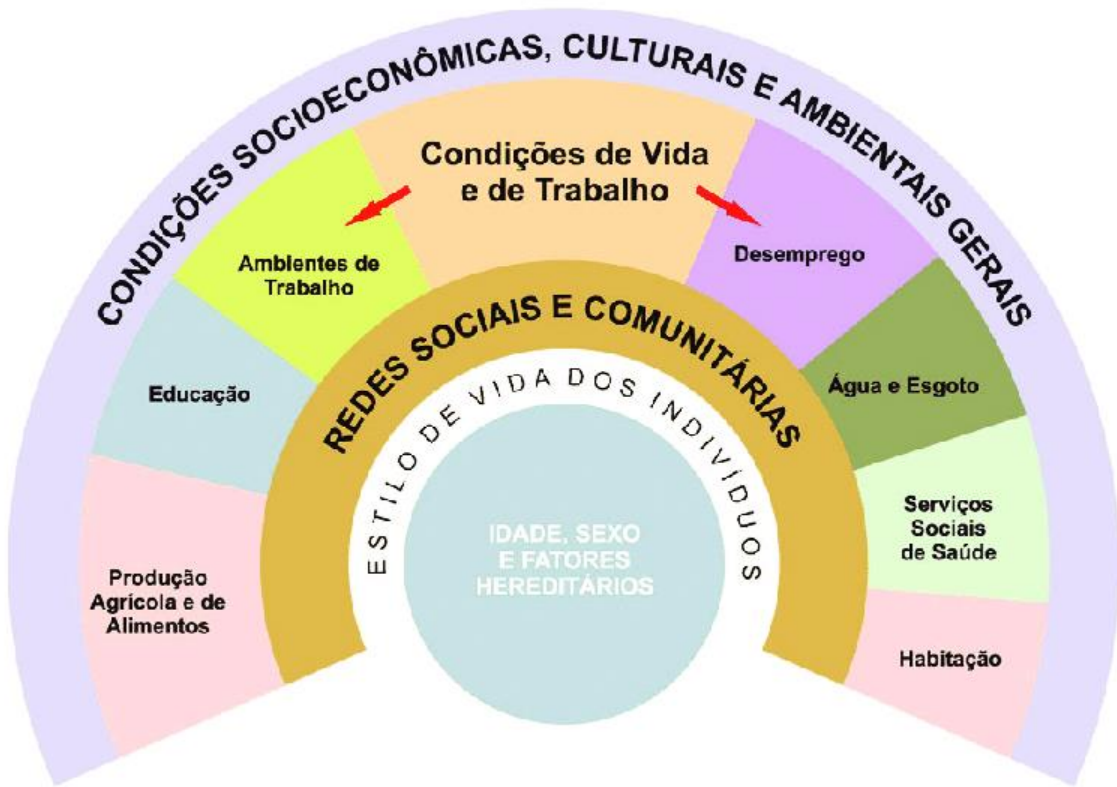 CONDIÇÕES SOCIOECONÔMICAS, CULTURAIS E AMBIENTAIS GERAIS
Condições de Vida
e de Trabalho
Ambientes de
Trabalho
Desemprego
Educação
Água e Esgoto
Produção
Agrícola e de
Alimentos
Serviços
Sociais
de Saúde
Habitação
REDES SOCIAIS E COMUNITÁRIAS
ESTILO DE VIDA DOS INDIVÍDUOS
IDADE, SEXO
E FATORES
HEREDITÁRIOS